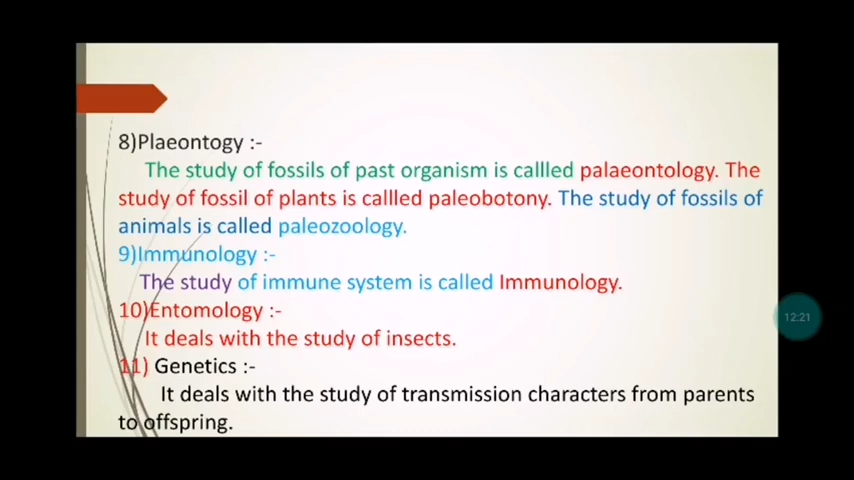 8)Plaeontogy :-
The study of fossils of past organism is callled palaeontology. The
study of fossil of plants is callled paleobotony. The study of fossils of
animals is called paleozoology.
9)Immunology :-
The study of immune system is called Immunology.
10)Entomology :-
It deals with the study of insects.
11) Genetics :-
It deals with the study of transmission characters from parents
to offspring.
12:21